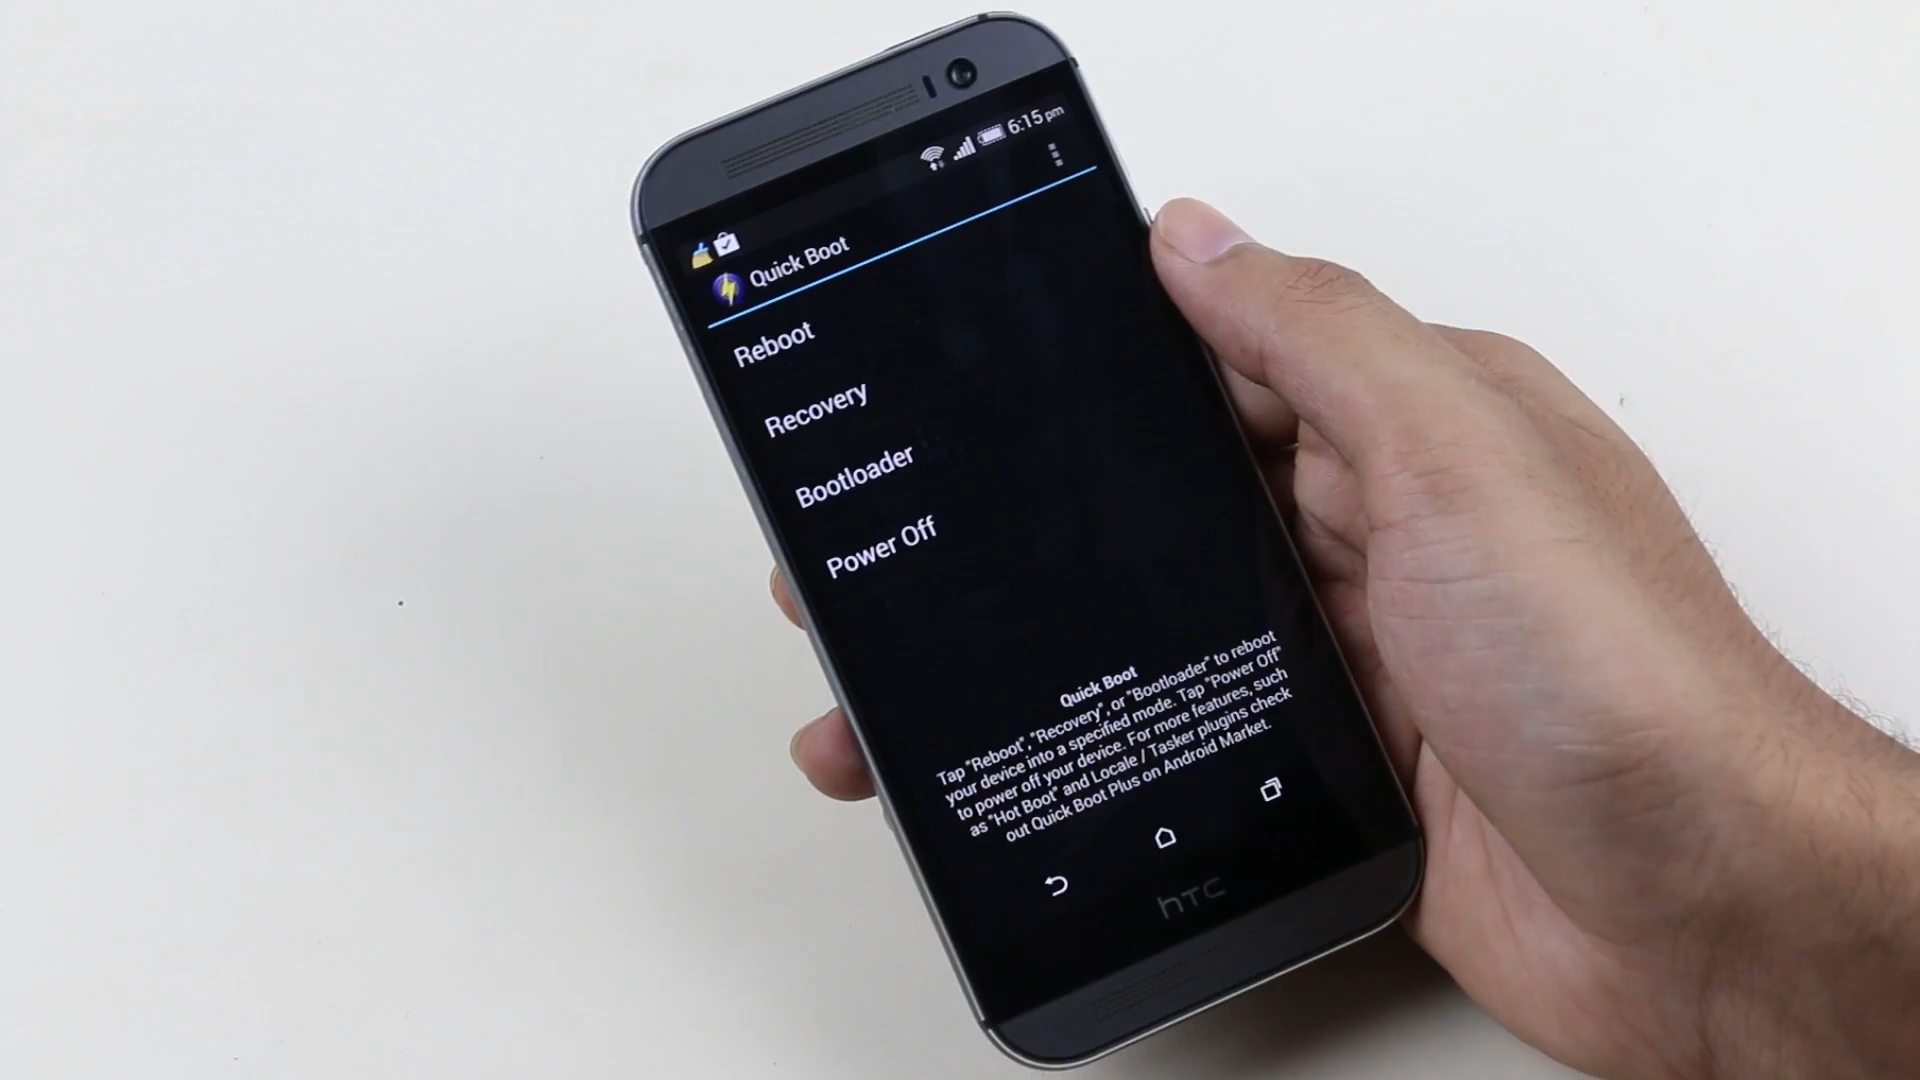 6:15 pm
Quick Boot
Reboot
Recovery
Bootloader
Power Off
Quick Boot
Tap "Reboot", "Recovery", or "Bootloader" to reboot
your device into a specified mode. Tap "Power Off"
to power off your device. For more features, such
as "Hot Boot" and Locale / Tasker plugins check
out Quick Boot Plus on Android Market.
hTC